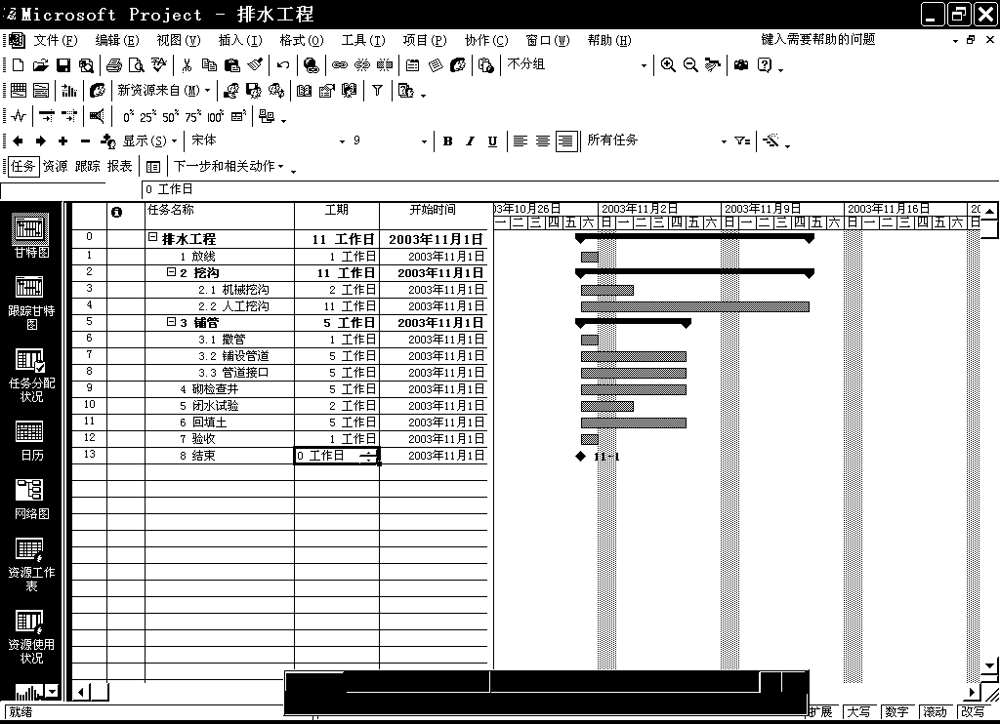 Microsoft Project - 排水工程
文件(F) 编辑(E) 视图(V) 插入(I) 格式(O) 工具(T) 项目(P) 协作(C) 窗口(W) 帮助(H) 键入需要帮助的问题
不分组
新资源来自(M)
0% 25% 50% 75% 100%
显示(S) 宋体 9 B I U 所有任务
任务 资源 跟踪 报表 下一步和相关动作
0 工作日
任务名称 工期 开始时间 03年10月26日 2003年11月2日 2003年11月9日 2003年11月16日 20
一 二 三 四 五 六 日 一 二 三 四 五 六 日 一 二 三 四 五 六 日 一 二 三 四 五 六 日
0 排水工程 11 工作日 2003年11月1日
1 1 放线 1 工作日 2003年11月1日
2 2 挖沟 11 工作日 2003年11月1日
3 2.1 机械挖沟 2 工作日 2003年11月1日
4 2.2 人工挖沟 11 工作日 2003年11月1日
5 3 铺管 5 工作日 2003年11月1日
6 3.1 撒管 1 工作日 2003年11月1日
7 3.2 铺设管道 5 工作日 2003年11月1日
8 3.3 管道接口 5 工作日 2003年11月1日
9 4 砌检查井 5 工作日 2003年11月1日
10 5 闭水试验 2 工作日 2003年11月1日
11 6 回填土 5 工作日 2003年11月1日
12 7 验收 1 工作日 2003年11月1日
13 8 结束 0 工作日 2003年11月1日 11-1
甘特图
跟踪甘特
图
任务分配
状况
日历
网络图
资源工作
表
资源使用
状况
就绪 扩展 大写 数字 滚动 改写